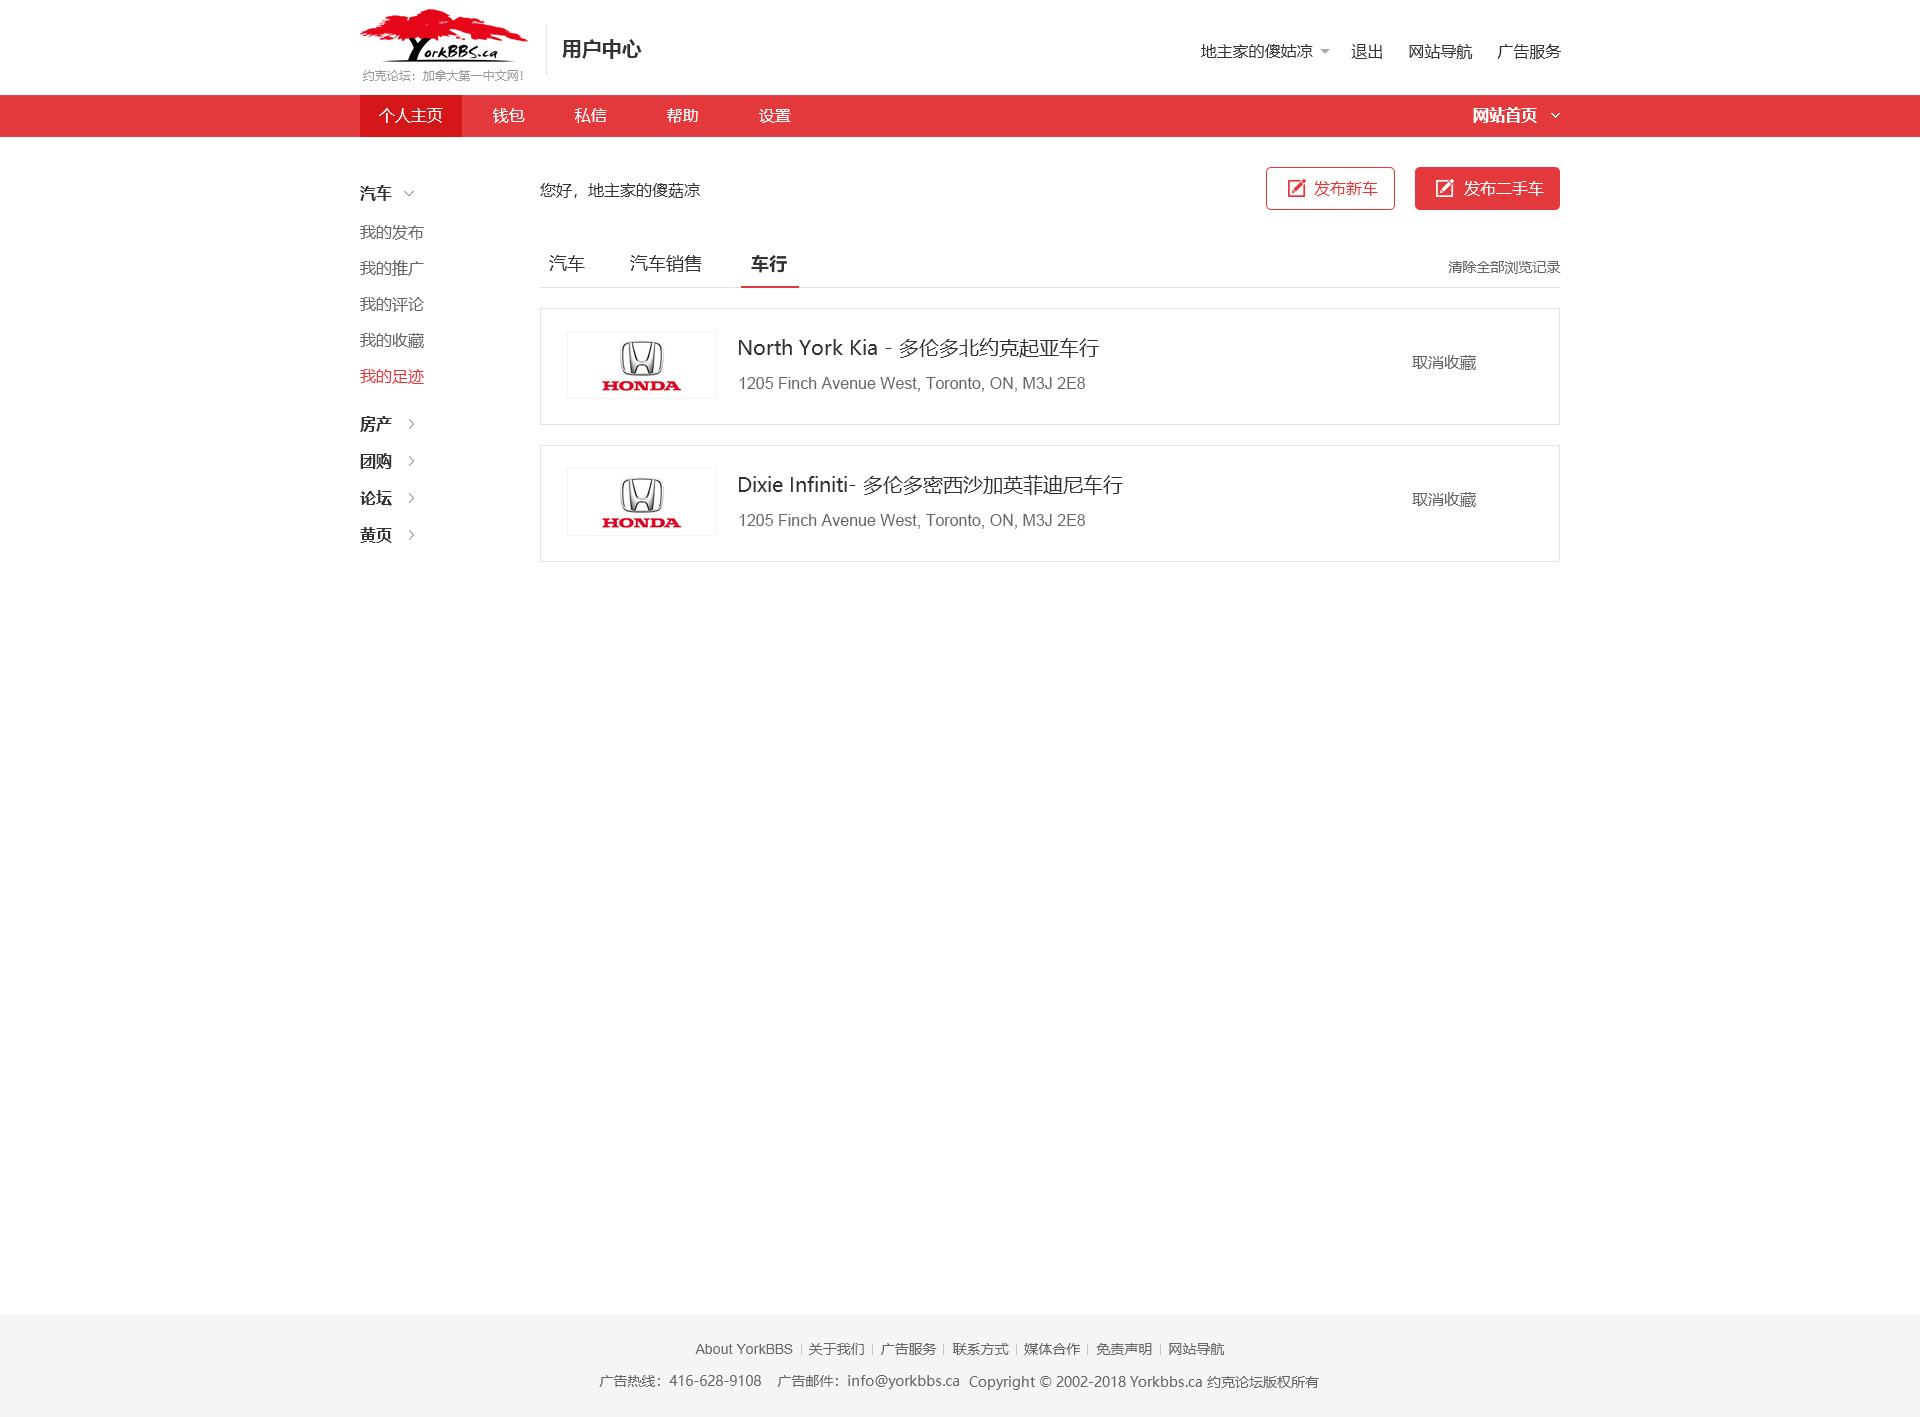 YorkBBS.ca
约克论坛：加拿大第一中文网！
用户中心
地主家的傻姑凉 退出 网站导航 广告服务
个人主页 钱包 私信 帮助 设置 网站首页
汽车
我的发布
我的推广
我的评论
我的收藏
我的足迹
房产
团购
论坛
黄页
您好，地主家的傻菇凉
发布新车 发布二手车
汽车 汽车销售 车行 清除全部浏览记录
HONDA
North York Kia - 多伦多北约克起亚车行
1205 Finch Avenue West, Toronto, ON, M3J 2E8
取消收藏
HONDA
Dixie Infiniti- 多伦多密西沙加英菲迪尼车行
1205 Finch Avenue West, Toronto, ON, M3J 2E8
取消收藏
About YorkBBS | 关于我们 | 广告服务 | 联系方式 | 媒体合作 | 免责声明 | 网站导航
广告热线：416-628-9108 广告邮件：info@yorkbbs.ca Copyright © 2002-2018 Yorkbbs.ca 约克论坛版权所有